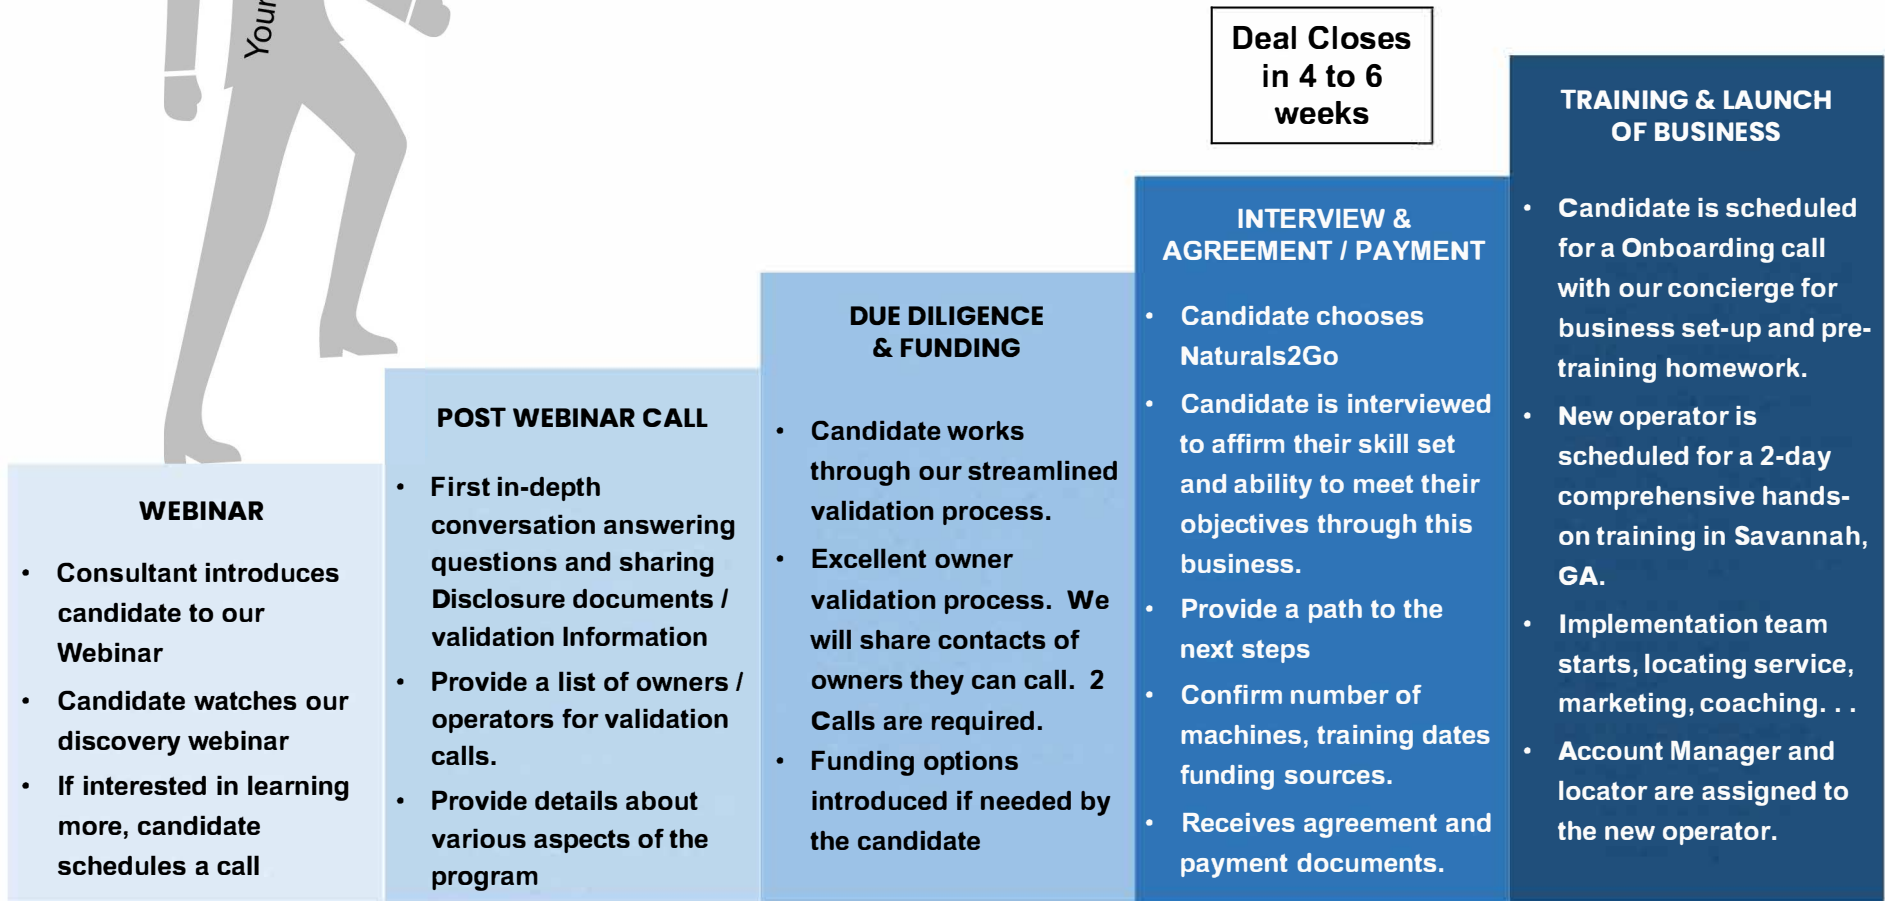 Your
Deal Closes
in 4 to 6
weeks
WEBINAR
• Consultant introduces
candidate to our
Webinar
• Candidate watches our
discovery webinar
• If interested in learning
more, candidate
schedules a call
POST WEBINAR CALL
• First in-depth
conversation answering
questions and sharing
Disclosure documents /
validation Information
• Provide a list of owners /
operators for validation
calls.
• Provide details about
various aspects of the
program
DUE DILIGENCE
& FUNDING
• Candidate works
through our streamlined
validation process.
• Excellent owner
validation process.  We
will share contacts of
owners they can call.  2
Calls are required.
• Funding options
introduced if needed by
the candidate
INTERVIEW &
AGREEMENT / PAYMENT
• Candidate chooses
Naturals2Go
• Candidate is interviewed
to affirm their skill set
and ability to meet their
objectives through this
business.
• Provide a path to the
next steps
• Confirm number of
machines, training dates
funding sources.
• Receives agreement and
payment documents.
TRAINING & LAUNCH
OF BUSINESS
• Candidate is scheduled
for a Onboarding call
with our concierge for
business set-up and pre-
training homework.
• New operator is
scheduled for a 2-day
comprehensive hands-
on training in Savannah,
GA.
• Implementation team
starts, locating service,
marketing, coaching. . .
• Account Manager and
locator are assigned to
the new operator.